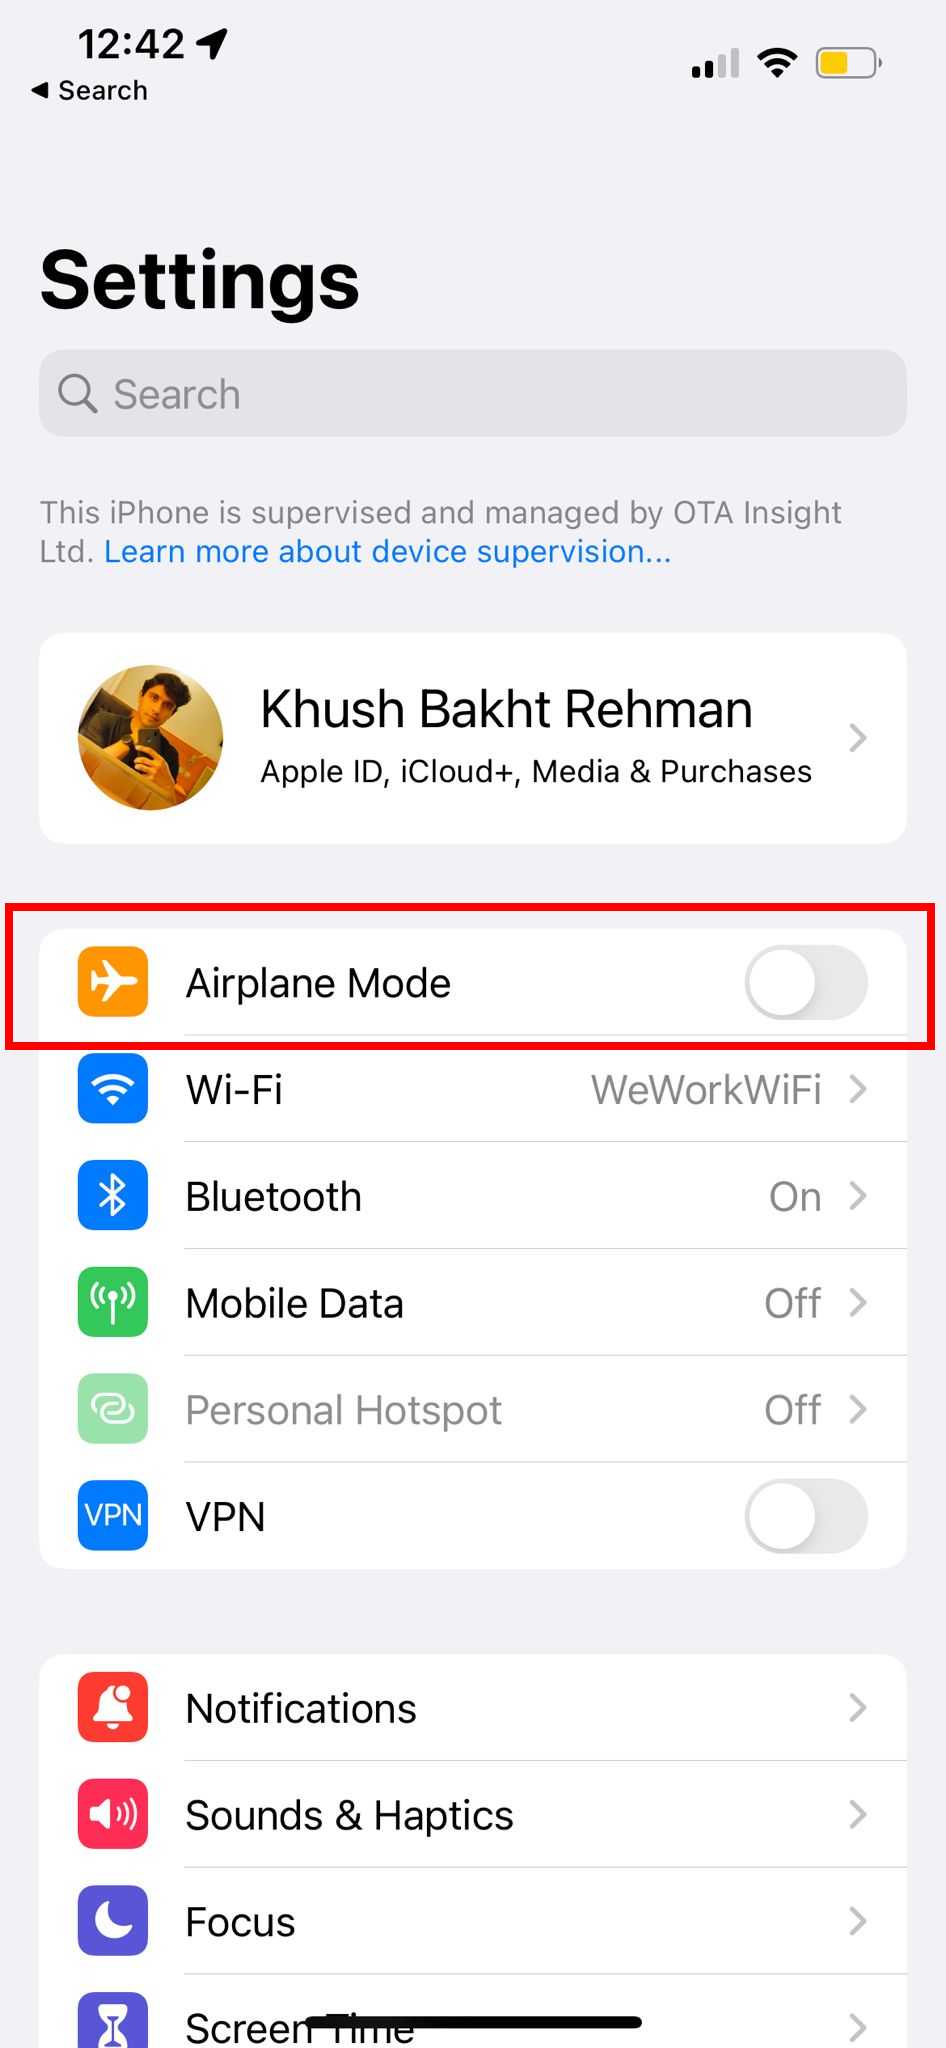 12:42
Search
Settings
Search
This iPhone is supervised and managed by OTA Insight
Ltd. Learn more about device supervision...
Khush Bakht Rehman
Apple ID, iCloud+, Media & Purchases
Airplane Mode
Wi-Fi WeWorkWiFi
Bluetooth On
Mobile Data Off
Personal Hotspot Off
VPN VPN
Notifications
Sounds & Haptics
Focus
Screen Time